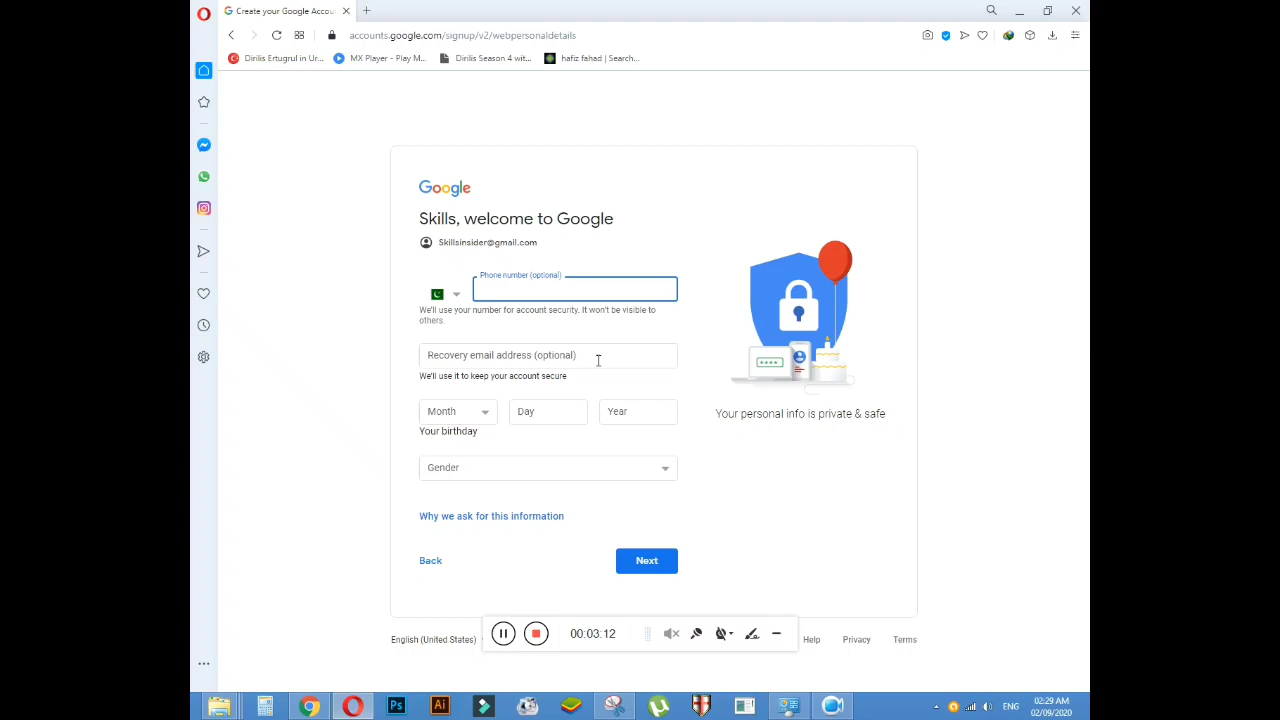 Create your Google Accou
accounts.google.com/signup/v2/webpersonaldetails
Dirilis Ertugrul in Ur...
MX Player - Play M...
Dirilis Season 4 wit...
hafiz fahad | Search...
Google
Skills, welcome to Google
Skillsinsider@gmail.com
Phone number (optional)
We'll use your number for account security. It won't be visible to
others.
Recovery email address (optional)
We'll use it to keep your account secure
Month
Day
Year
Your birthday
Gender
Why we ask for this information
Back
Next
Your personal info is private & safe
00:03:12
English (United States)
Help
Privacy
Terms
Ps
Ai
ENG
02:29 AM
02/09/2020